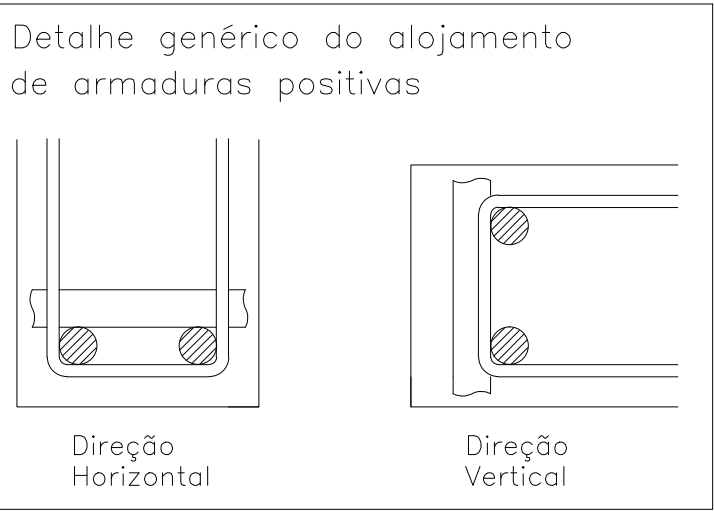 Detalhe genérico do alojamento
de armaduras positivas
Direção
Horizontal
Direção
Vertical